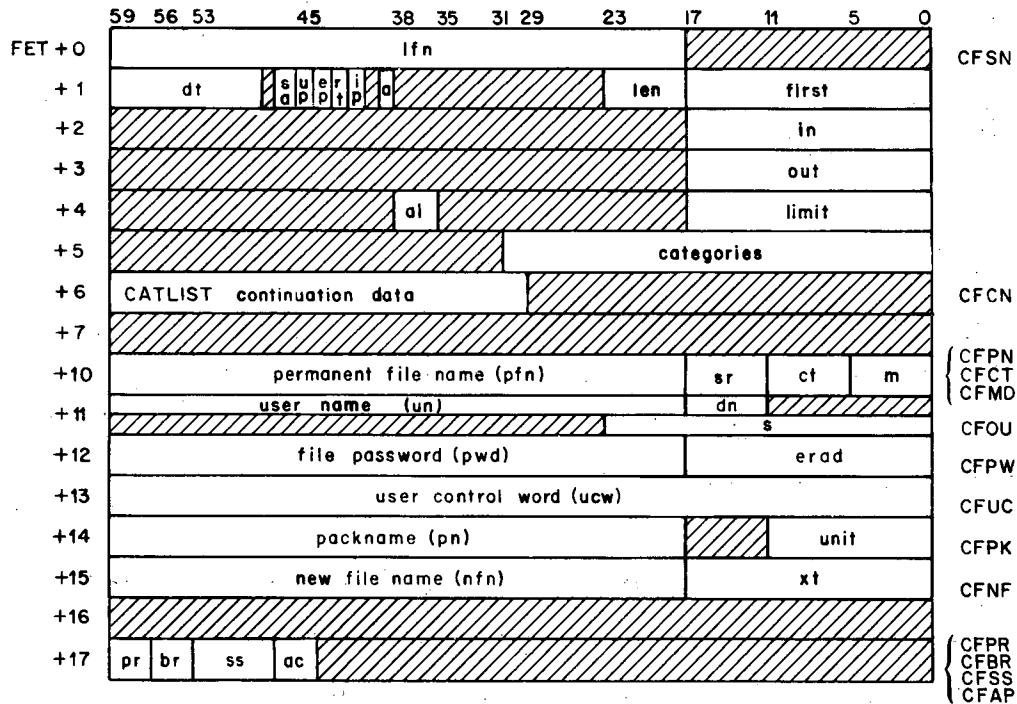 59 56 53 45 38 35 31 29 23 17 11 5 0
FET +0 lfn CFSN
+1 dt sa up ep rt ip a len first
+2 in
+3 out
+4 al limit
+5 categories
+6 CATLIST continuation data CFCN
+7
+10 permanent file name (pfn) sr ct m CFPN CFCT CFMD
user name (un) dn
+11 s CFOU
+12 file password (pwd) erad CFPW
+13 user control word (ucw) CFUC
+14 packname (pn) unit CFPK
+15 new file name (nfn) xt CFNF
+16
+17 pr br ss ac CFPR CFBR CFSS CFAP